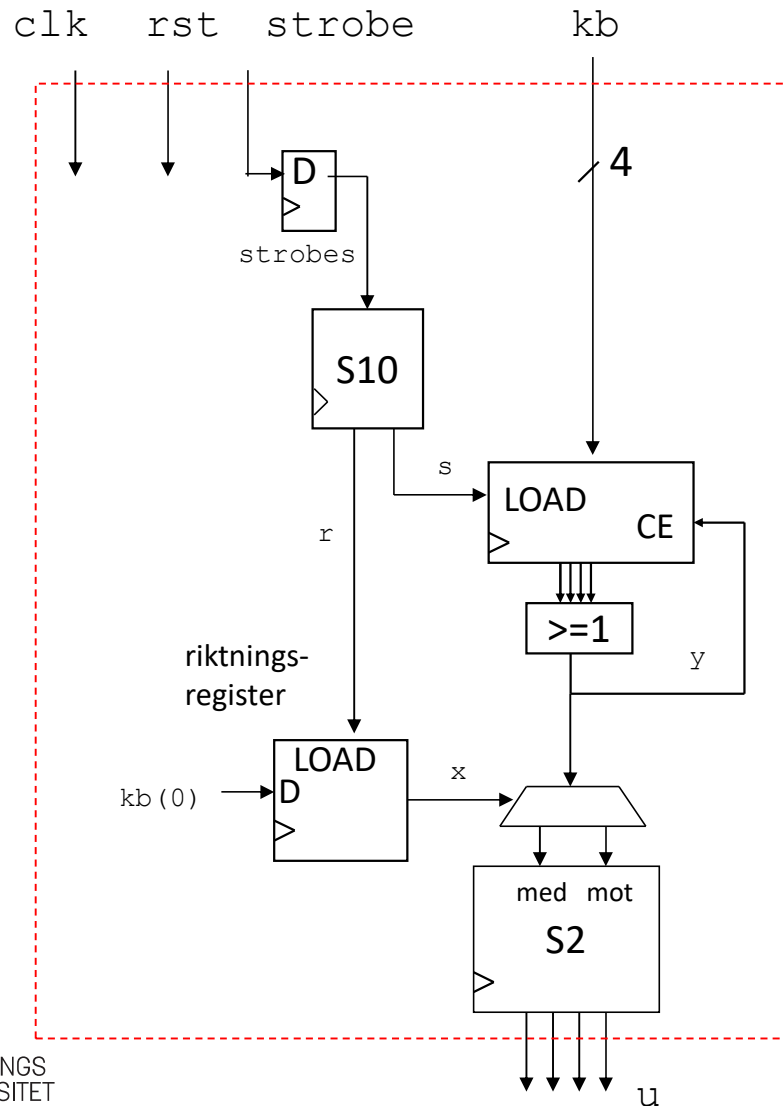 clk rst strobe kb
4
D
strobes
S10
s
LOAD
CE
r
>=1
y
riktnings-
register
LOAD
x
kb(0)
D
med mot
S2
NGS
SITET
u